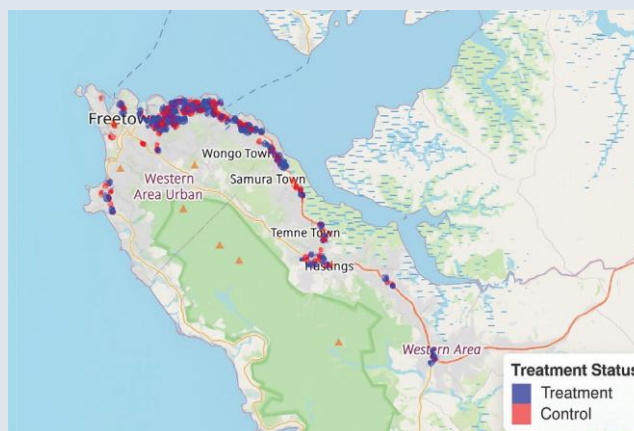 Freetown
Wongo Town
Western
Area Urban
Samura Town
Temne Town
Hastings
Western Area
Treatment Status
Treatment
Control